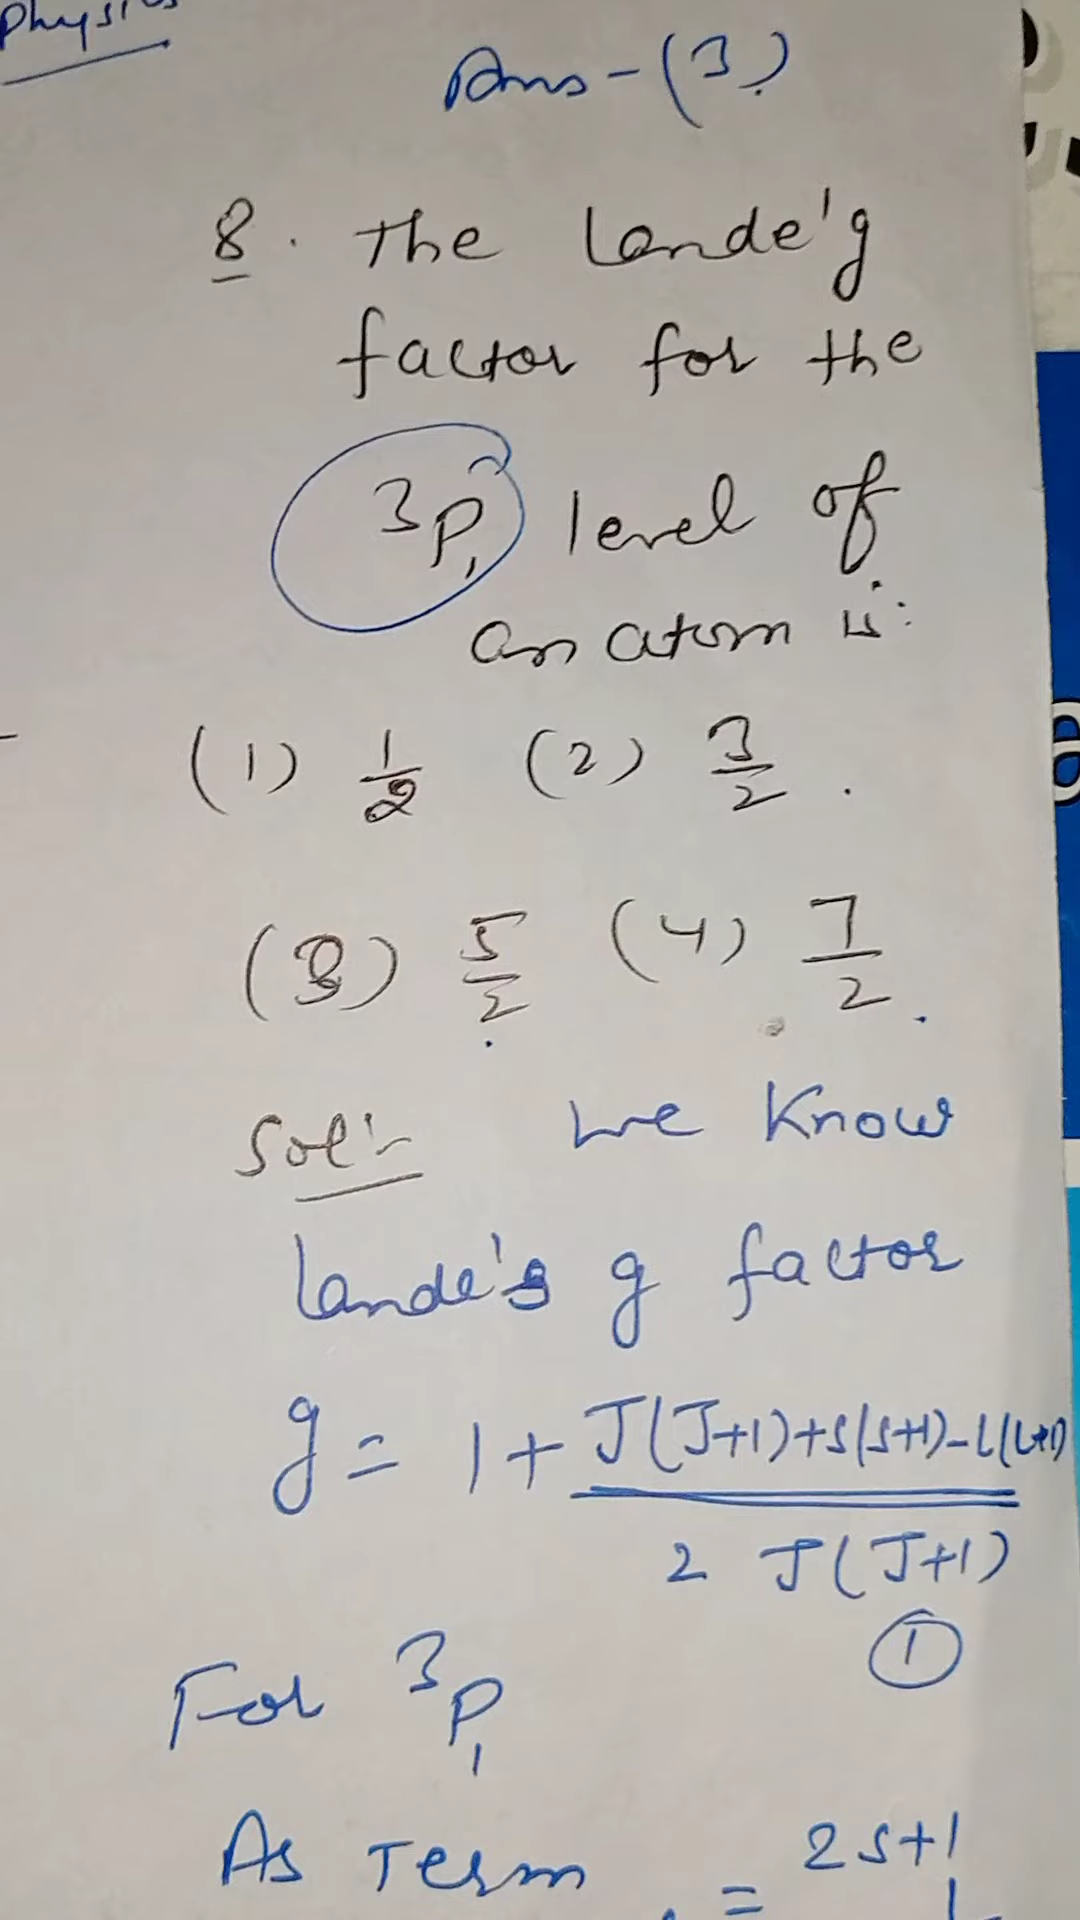 Physics
Ans - (3)
8. The Lande'g
factor for the
³P₁ level of
an atom is:
(1) 1/2 (2) 3/2.
(3) 5/2 (4) 7/2.
Sol:- we Know
Lande's g factor
g = 1 + J(J+1)+S(S+1)-L(L+1)
2 J(J+1)
①
For ³P₁
As Term = 2S+1
L